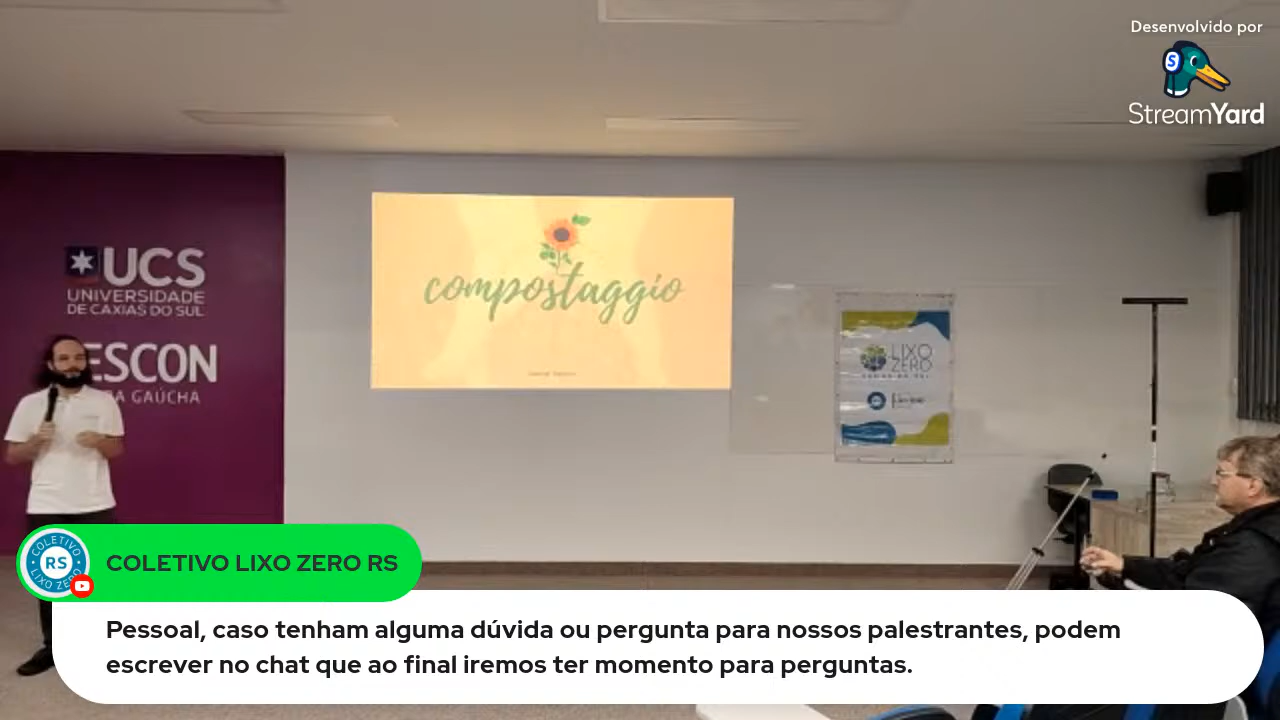 Desenvolvido por
StreamYard
UCS
UNIVERSIDADE
DE CAXIAS DO SUL
ESCON
GAÚCHA
compostaggio
LIXO
ZERO
COLETIVO
RS
LIXO ZERO
COLETIVO LIXO ZERO RS
Pessoal, caso tenham alguma dúvida ou pergunta para nossos palestrantes, podem
escrever no chat que ao final iremos ter momento para perguntas.